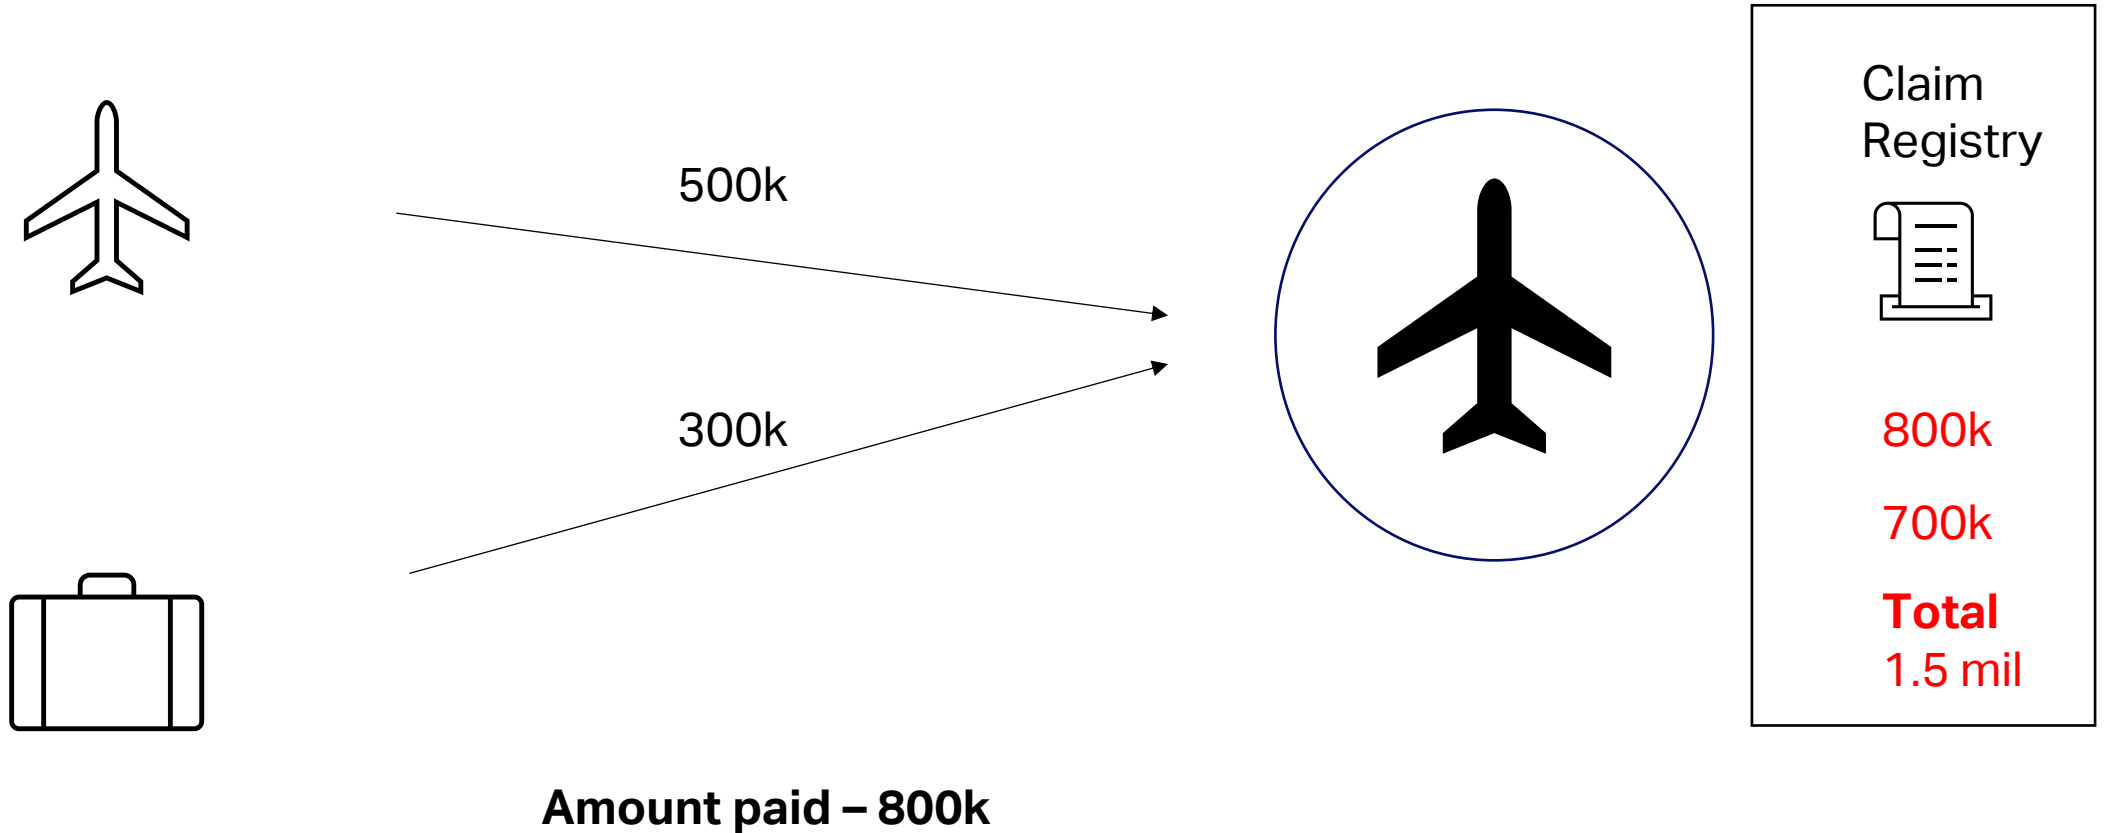 500k
300k
Amount paid – 800k
Claim
Registry
800k
700k
Total
1.5 mil